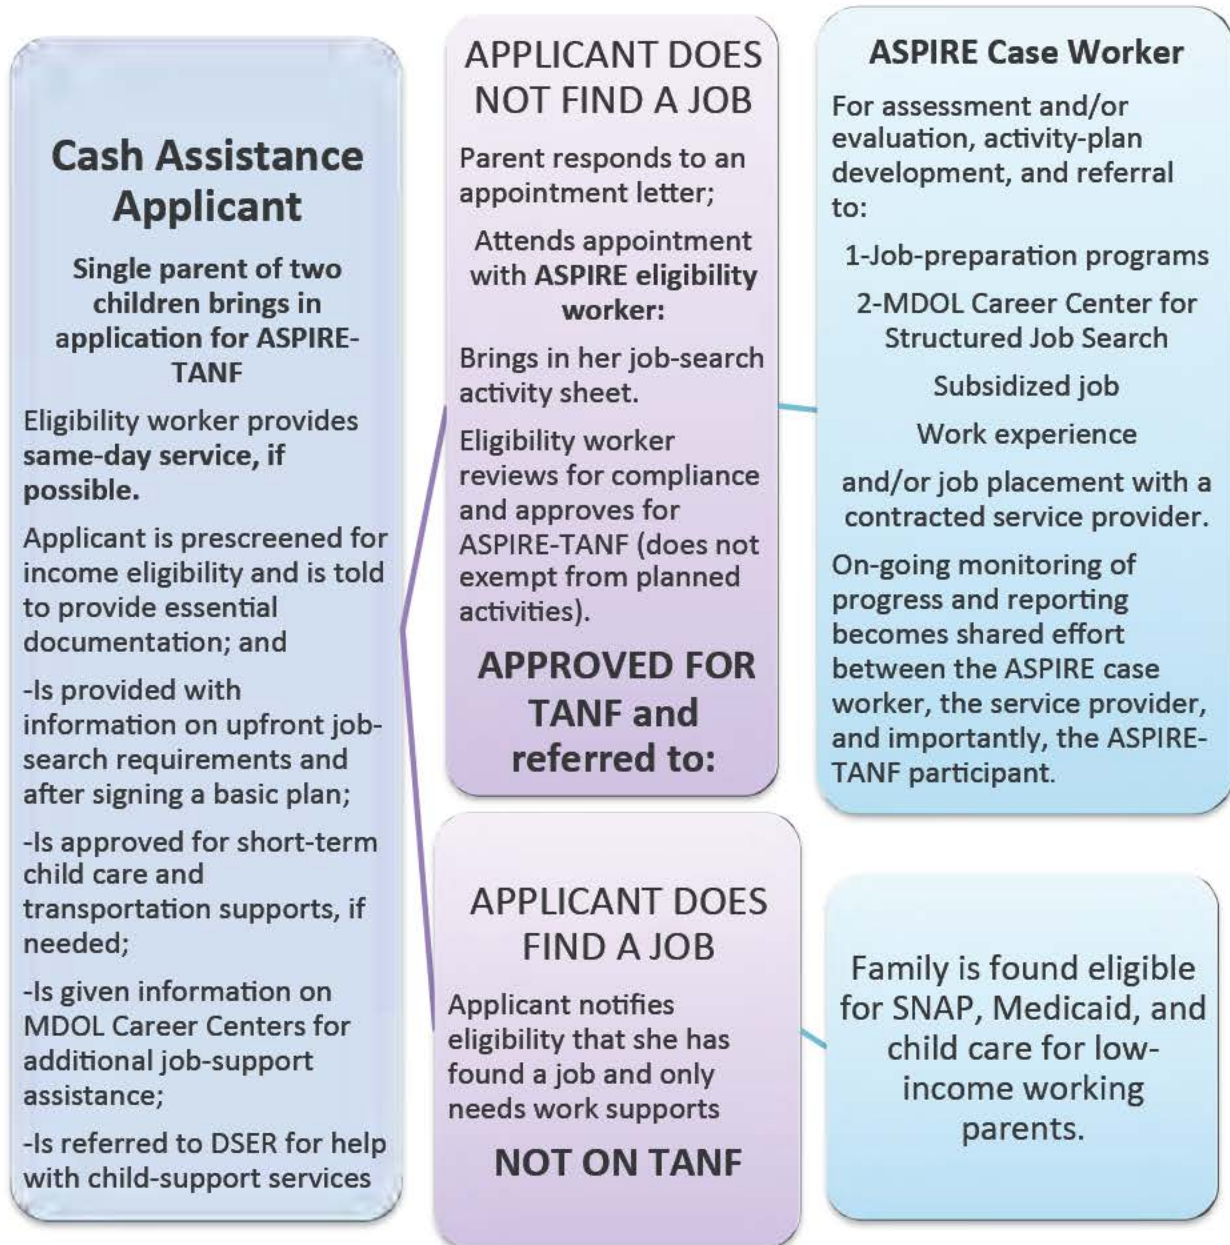 Cash Assistance
Applicant
Single parent of two
children brings in
application for ASPIRE-
TANF
Eligibility worker provides
same-day service, if
possible.
Applicant is prescreened for
income eligibility and is told
to provide essential
documentation; and
-Is provided with
information on upfront job-
search requirements and
after signing a basic plan;
-Is approved for short-term
child care and
transportation supports, if
needed;
-Is given information on
MDOL Career Centers for
additional job-support
assistance;
-Is referred to DSER for help
with child-support services
APPLICANT DOES
NOT FIND A JOB
Parent responds to an
appointment letter;
Attends appointment
with ASPIRE eligibility
worker:
Brings in her job-search
activity sheet.
Eligibility worker
reviews for compliance
and approves for
ASPIRE-TANF (does not
exempt from planned
activities).
APPROVED FOR
TANF and
referred to:
ASPIRE Case Worker
For assessment and/or
evaluation, activity-plan
development, and referral
to:
1-Job-preparation programs
2-MDOL Career Center for
Structured Job Search
Subsidized job
Work experience
and/or job placement with a
contracted service provider.
On-going monitoring of
progress and reporting
becomes shared effort
between the ASPIRE case
worker, the service provider,
and importantly, the ASPIRE-
TANF participant.
APPLICANT DOES
FIND A JOB
Applicant notifies
eligibility that she has
found a job and only
needs work supports
NOT ON TANF
Family is found eligible
for SNAP, Medicaid, and
child care for low-
income working
parents.